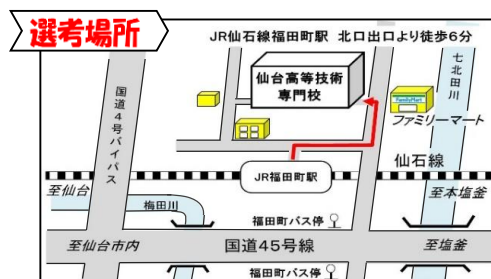 選考場所
JR仙石線福田町駅 北口出口より徒歩6分
仙台高等技術
専門校
七北田川
FamilyMart
ファミリーマート
国道4号バイパス
仙石線
JR福田町駅
至仙台
至本塩釜
梅田川
福田町バス停
至仙台市内
国道45号線
至塩釜
福田町バス停